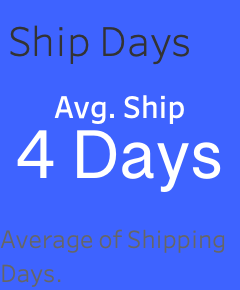 Ship Days
Avg. Ship
4 Days
Average of Shipping
Days.